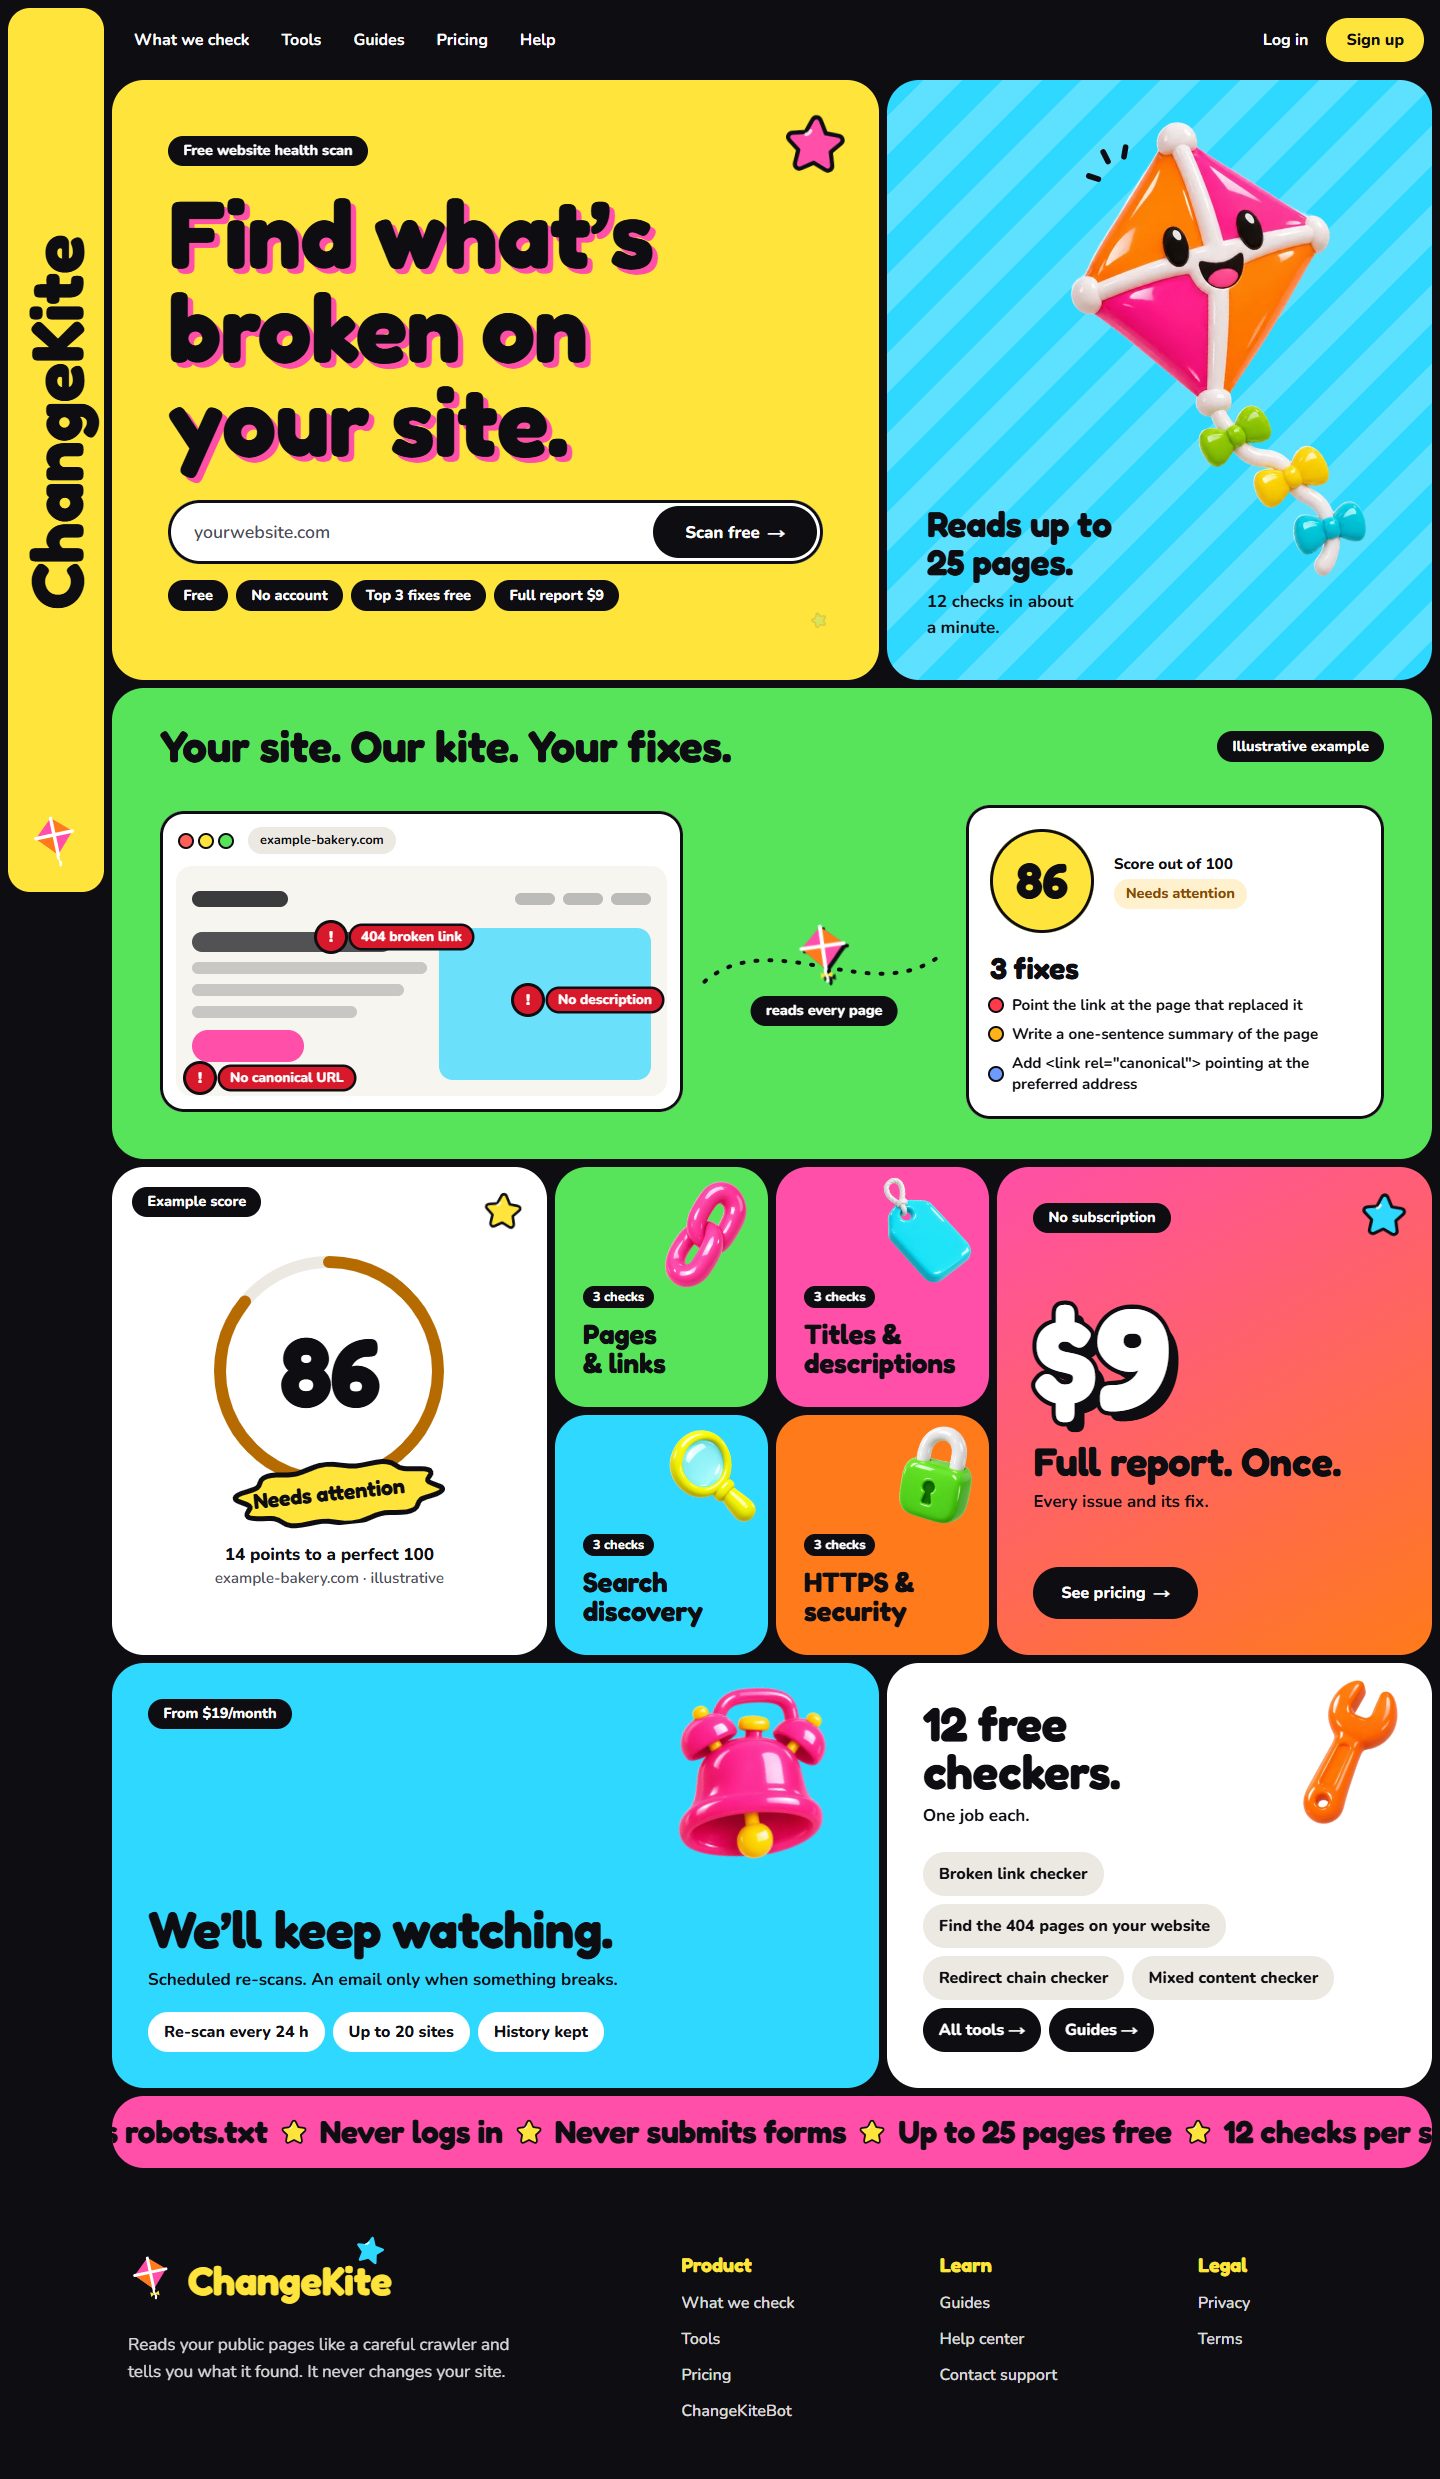 ChangeKite
What we check
Tools
Guides
Pricing
Help
Log in
Sign up
Free website health scan
Find what’s
broken on
your site.
yourwebsite.com
Scan free →
Free
No account
Top 3 fixes free
Full report $9
Reads up to
25 pages.
12 checks in about
a minute.
Your site. Our kite. Your fixes.
Illustrative example
example-bakery.com
! 404 broken link
! No description
! No canonical URL
reads every page
86
Score out of 100
Needs attention
3 fixes
Point the link at the page that replaced it
Write a one-sentence summary of the page
Add <link rel="canonical"> pointing at the
preferred address
Example score
86
Needs attention
14 points to a perfect 100
example-bakery.com · illustrative
3 checks
Pages
& links
3 checks
Titles &
descriptions
3 checks
Search
discovery
3 checks
HTTPS &
security
No subscription
$9
Full report. Once.
Every issue and its fix.
See pricing →
From $19/month
We’ll keep watching.
Scheduled re-scans. An email only when something breaks.
Re-scan every 24 h
Up to 20 sites
History kept
12 free
checkers.
One job each.
Broken link checker
Find the 404 pages on your website
Redirect chain checker
Mixed content checker
All tools →
Guides →
s robots.txt Never logs in Never submits forms Up to 25 pages free 12 checks per s
ChangeKite
Reads your public pages like a careful crawler and
tells you what it found. It never changes your site.
Product
What we check
Tools
Pricing
ChangeKiteBot
Learn
Guides
Help center
Contact support
Legal
Privacy
Terms